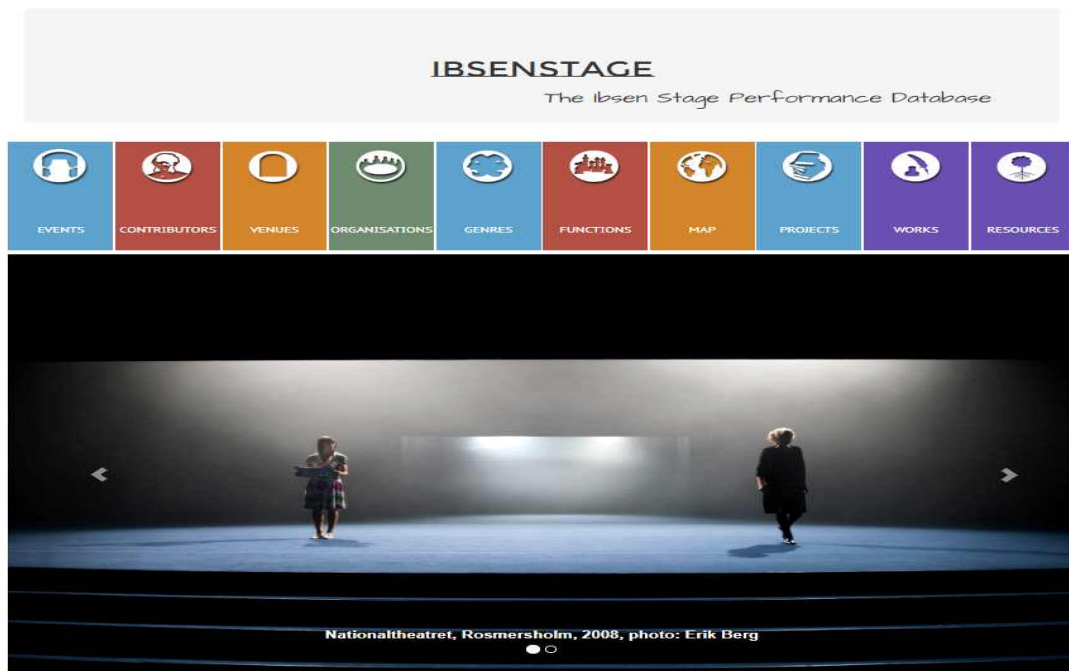 IBSENSTAGE
The Ibsen Stage Performance Database
EVENTS CONTRIBUTORS VENUES ORGANISATIONS GENRES FUNCTIONS MAP PROJECTS WORKS RESOURCES
Nationaltheatret, Rosmersholm, 2008, photo: Erik Berg